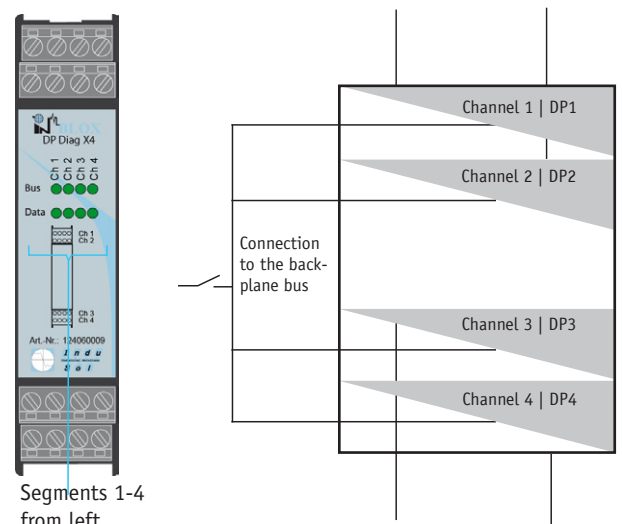 IN
BLOX
DP Diag X4
Ch 1
Ch 2
Ch 3
Ch 4
Bus
Data
Ch 1
Ch 2
Ch 3
Ch 4
Art.-Nr.: 124060009
Indu
Sol
Segments 1-4
from left
Connection
to the back-
plane bus
Channel 1 | DP1
Channel 2 | DP2
Channel 3 | DP3
Channel 4 | DP4